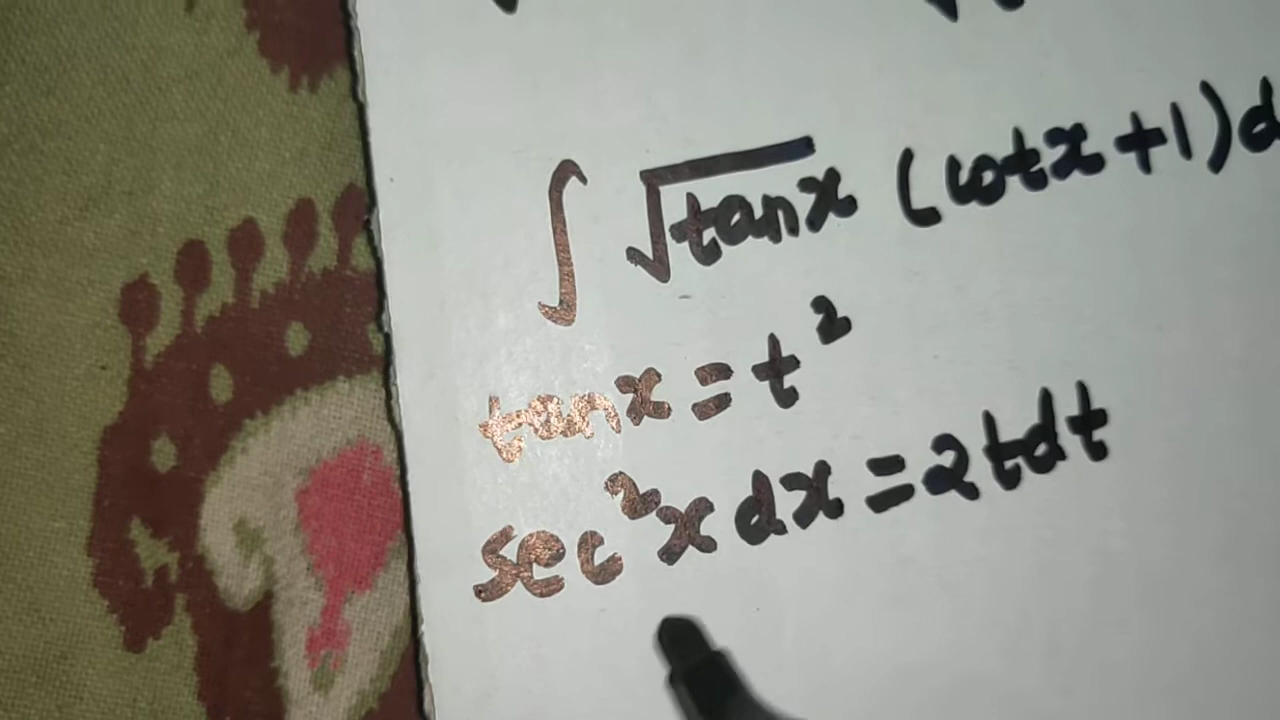 ∫ √tanx (cotx+1)d
tanx = t²
sec²x dx = 2tdt